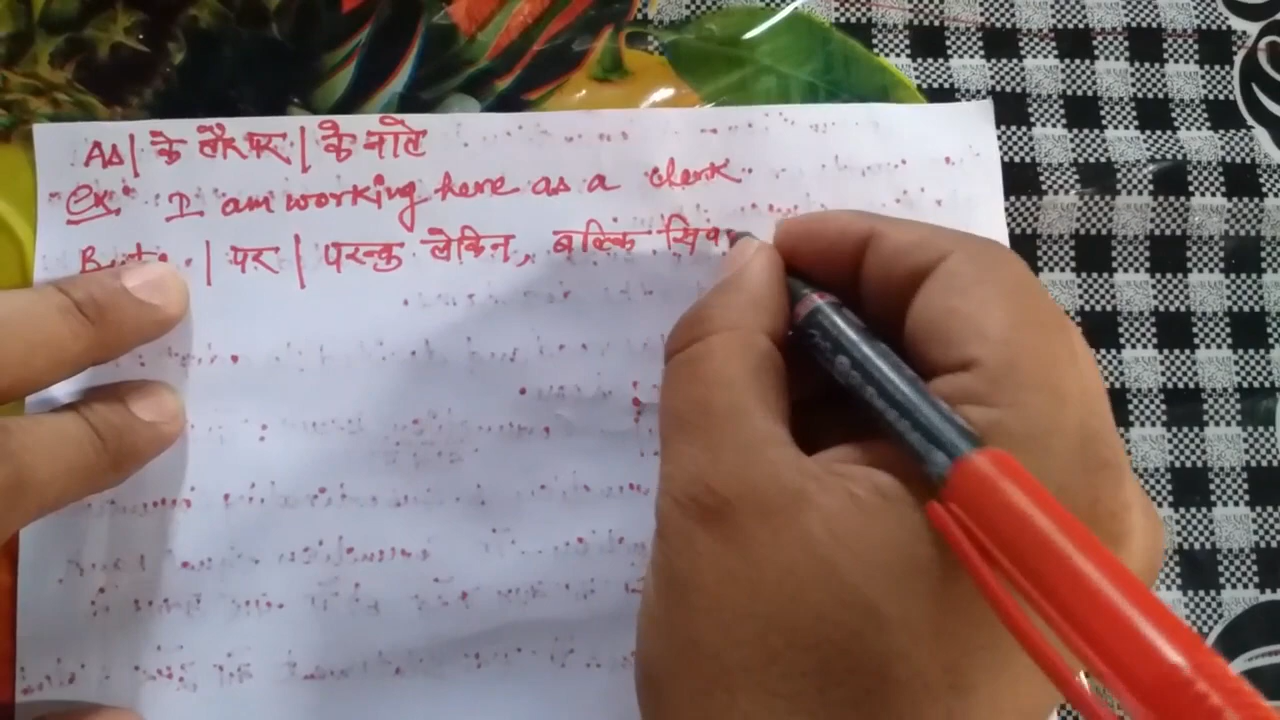 As | के तौर पर | के नाते
Ex: I am working here as a clerk.
But | पर | परन्तु लेकिन, बल्कि सिवा